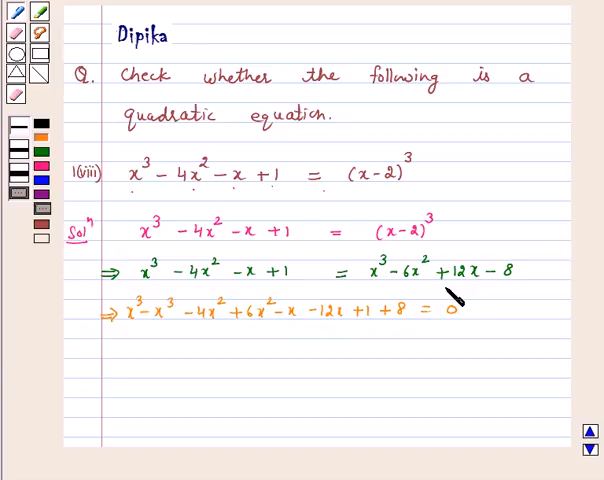 Dipika
Q. Check whether the following is a
quadratic equation.
1(viii) x³ - 4x² - x + 1 = (x-2)³
Solⁿ x³ - 4x² - x + 1 = (x-2)³
⇒ x³ - 4x² - x + 1 = x³ - 6x² + 12x - 8
⇒ x³ - x³ - 4x² + 6x² - x - 12x + 1 + 8 = 0